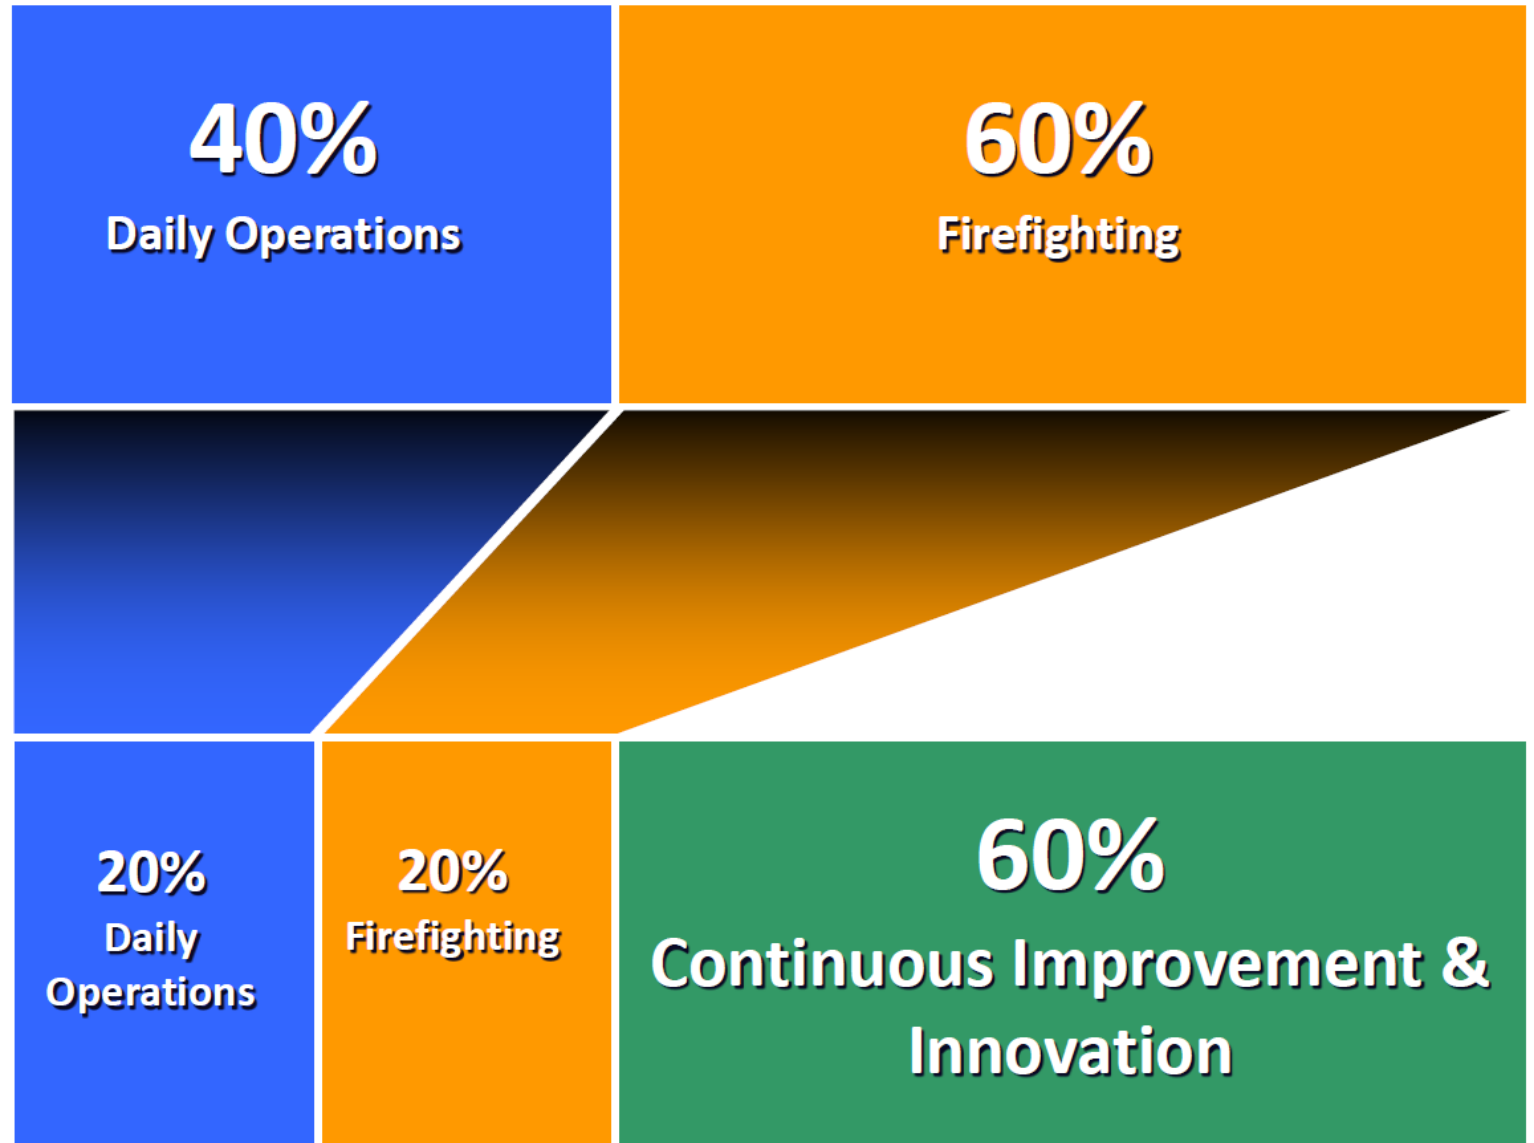 40%
Daily Operations
60%
Firefighting
20%
Daily
Operations
20%
Firefighting
60%
Continuous Improvement &
Innovation